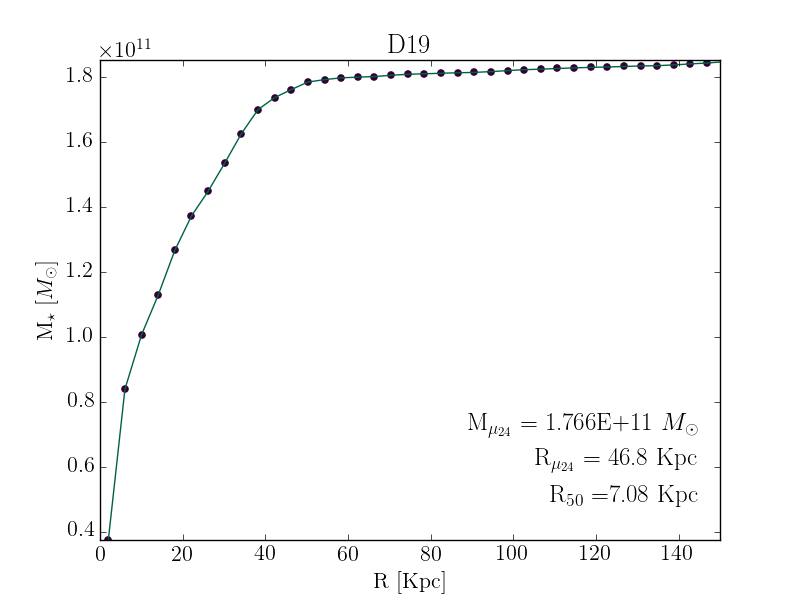 D19
×10¹¹
1.8
1.6
1.4
1.2
1.0
0.8
0.6
0.4
M⋆ [M☉]
M_μ24 = 1.766E+11 M☉
R_μ24 = 46.8 Kpc
R₅₀ =7.08 Kpc
0 20 40 60 80 100 120 140
R [Kpc]